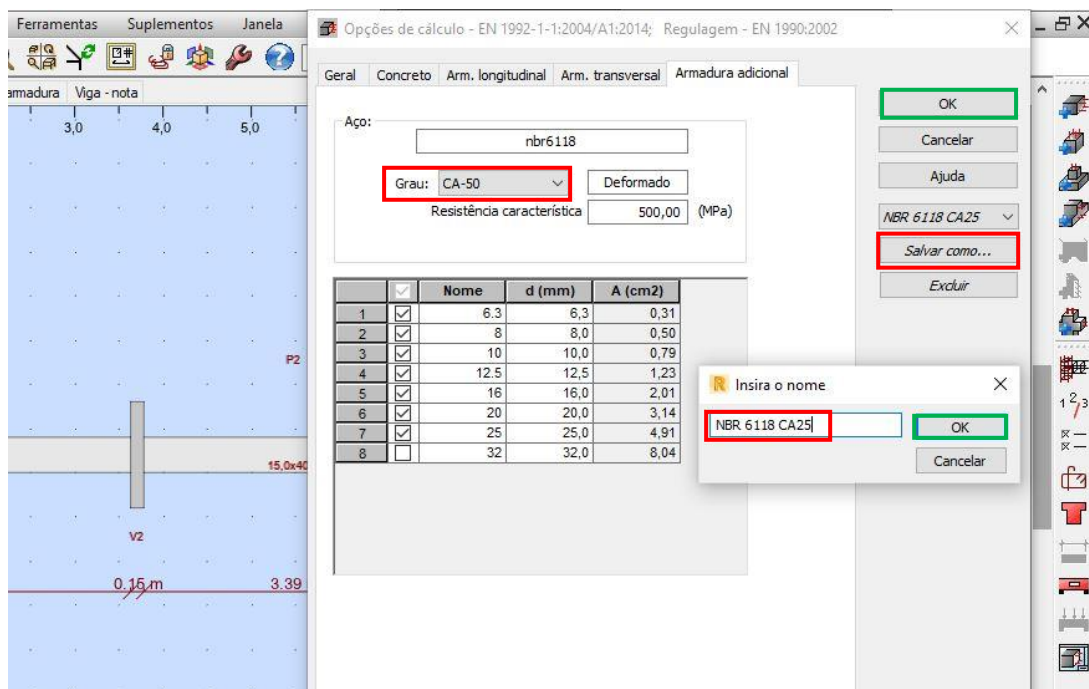 Ferramentas Suplementos Janela
Opções de cálculo - EN 1992-1-1:2004/A1:2014; Regulagem - EN 1990:2002
Geral Concreto Arm. longitudinal Arm. transversal Armadura adicional
armadura Viga - nota
3,0 4,0 5,0
Aço:
nbr6118
Grau: CA-50 Deformado
Resistência característica 500,00 (MPa)
OK
Cancelar
Ajuda
NBR 6118 CA25
Salvar como...
Excluir
Nome d (mm) A (cm2)
1 6.3 6,3 0,31
2 8 8,0 0,50
3 10 10,0 0,79
4 12.5 12,5 1,23
5 16 16,0 2,01
6 20 20,0 3,14
7 25 25,0 4,91
8 32 32,0 8,04
Insira o nome
NBR 6118 CA25
OK
Cancelar
P2
15,0x40
V2
0.15 m 3.39